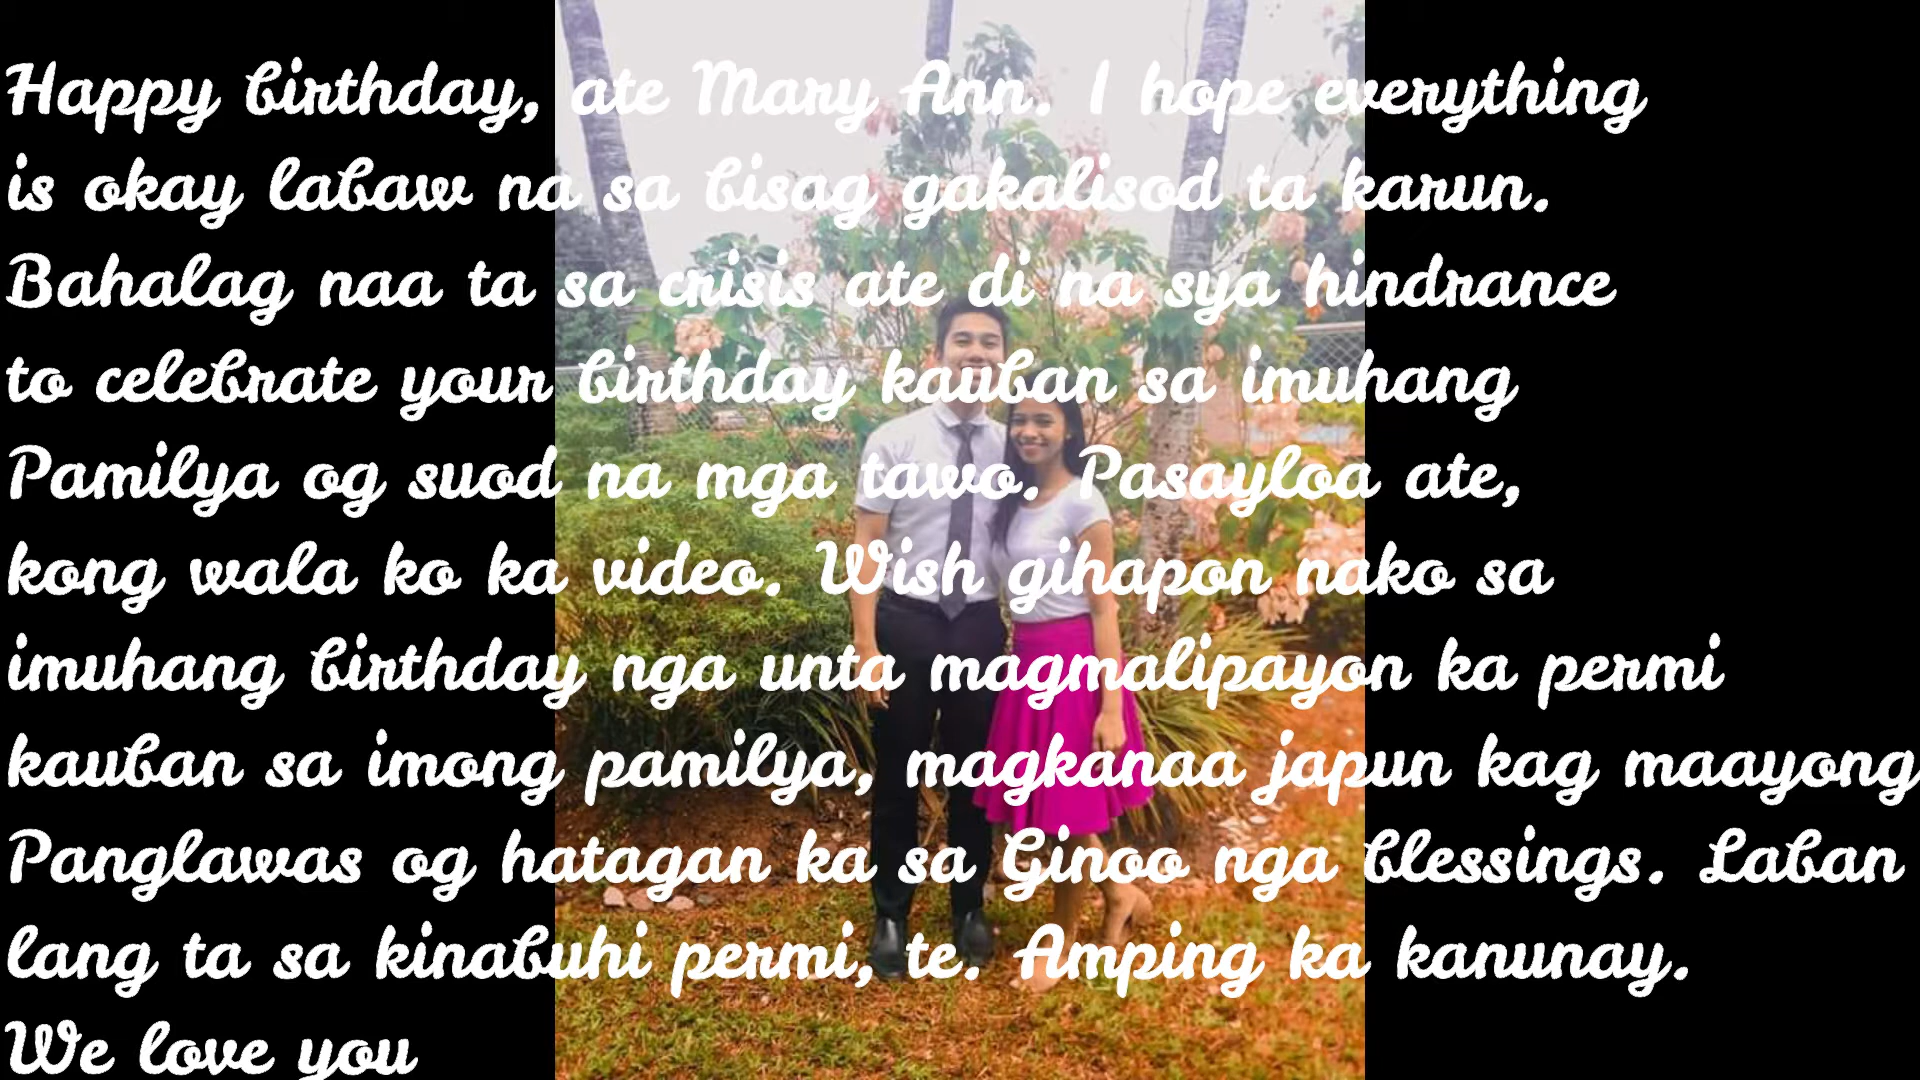 Happy birthday, ate Mary Ann. I hope everything
is okay labaw na sa bisag gakalisod ta karun.
Bahalag naa ta sa crisis ate di na sya hindrance
to celebrate your birthday kauban sa imuhang
Pamilya og suod na mga tawo. Pasayloa ate,
kong wala ko ka video. Wish gihapon nako sa
imuhang birthday nga unta magmalipayon ka permi
kauban sa imong pamilya, magkanaa japun kag maayong
Panglawas og hatagan ka sa Ginoo nga blessings. Laban
lang ta sa kinabuhi permi, te. Amping ka kanunay.
We love you